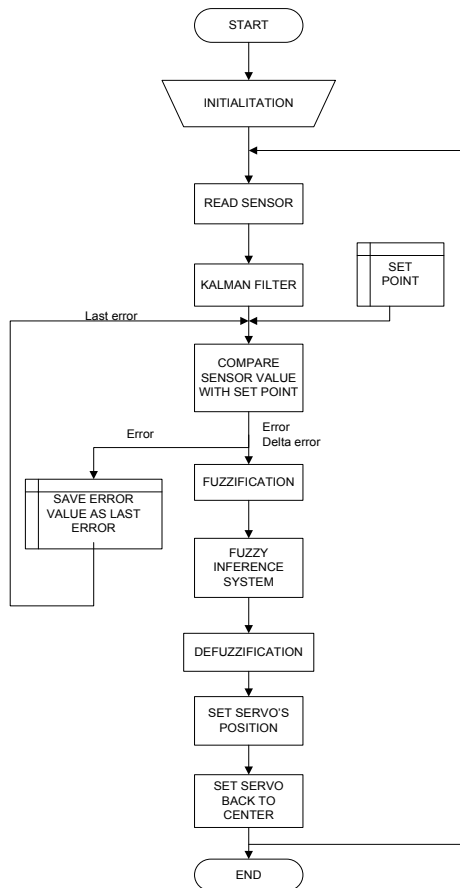 START
INITIALITATION
READ SENSOR
KALMAN FILTER
SET
POINT
Last error
COMPARE
SENSOR VALUE
WITH SET POINT
Error
Error
Delta error
FUZZIFICATION
SAVE ERROR
VALUE AS LAST
ERROR
FUZZY
INFERENCE
SYSTEM
DEFUZZIFICATION
SET SERVO'S
POSITION
SET SERVO
BACK TO
CENTER
END